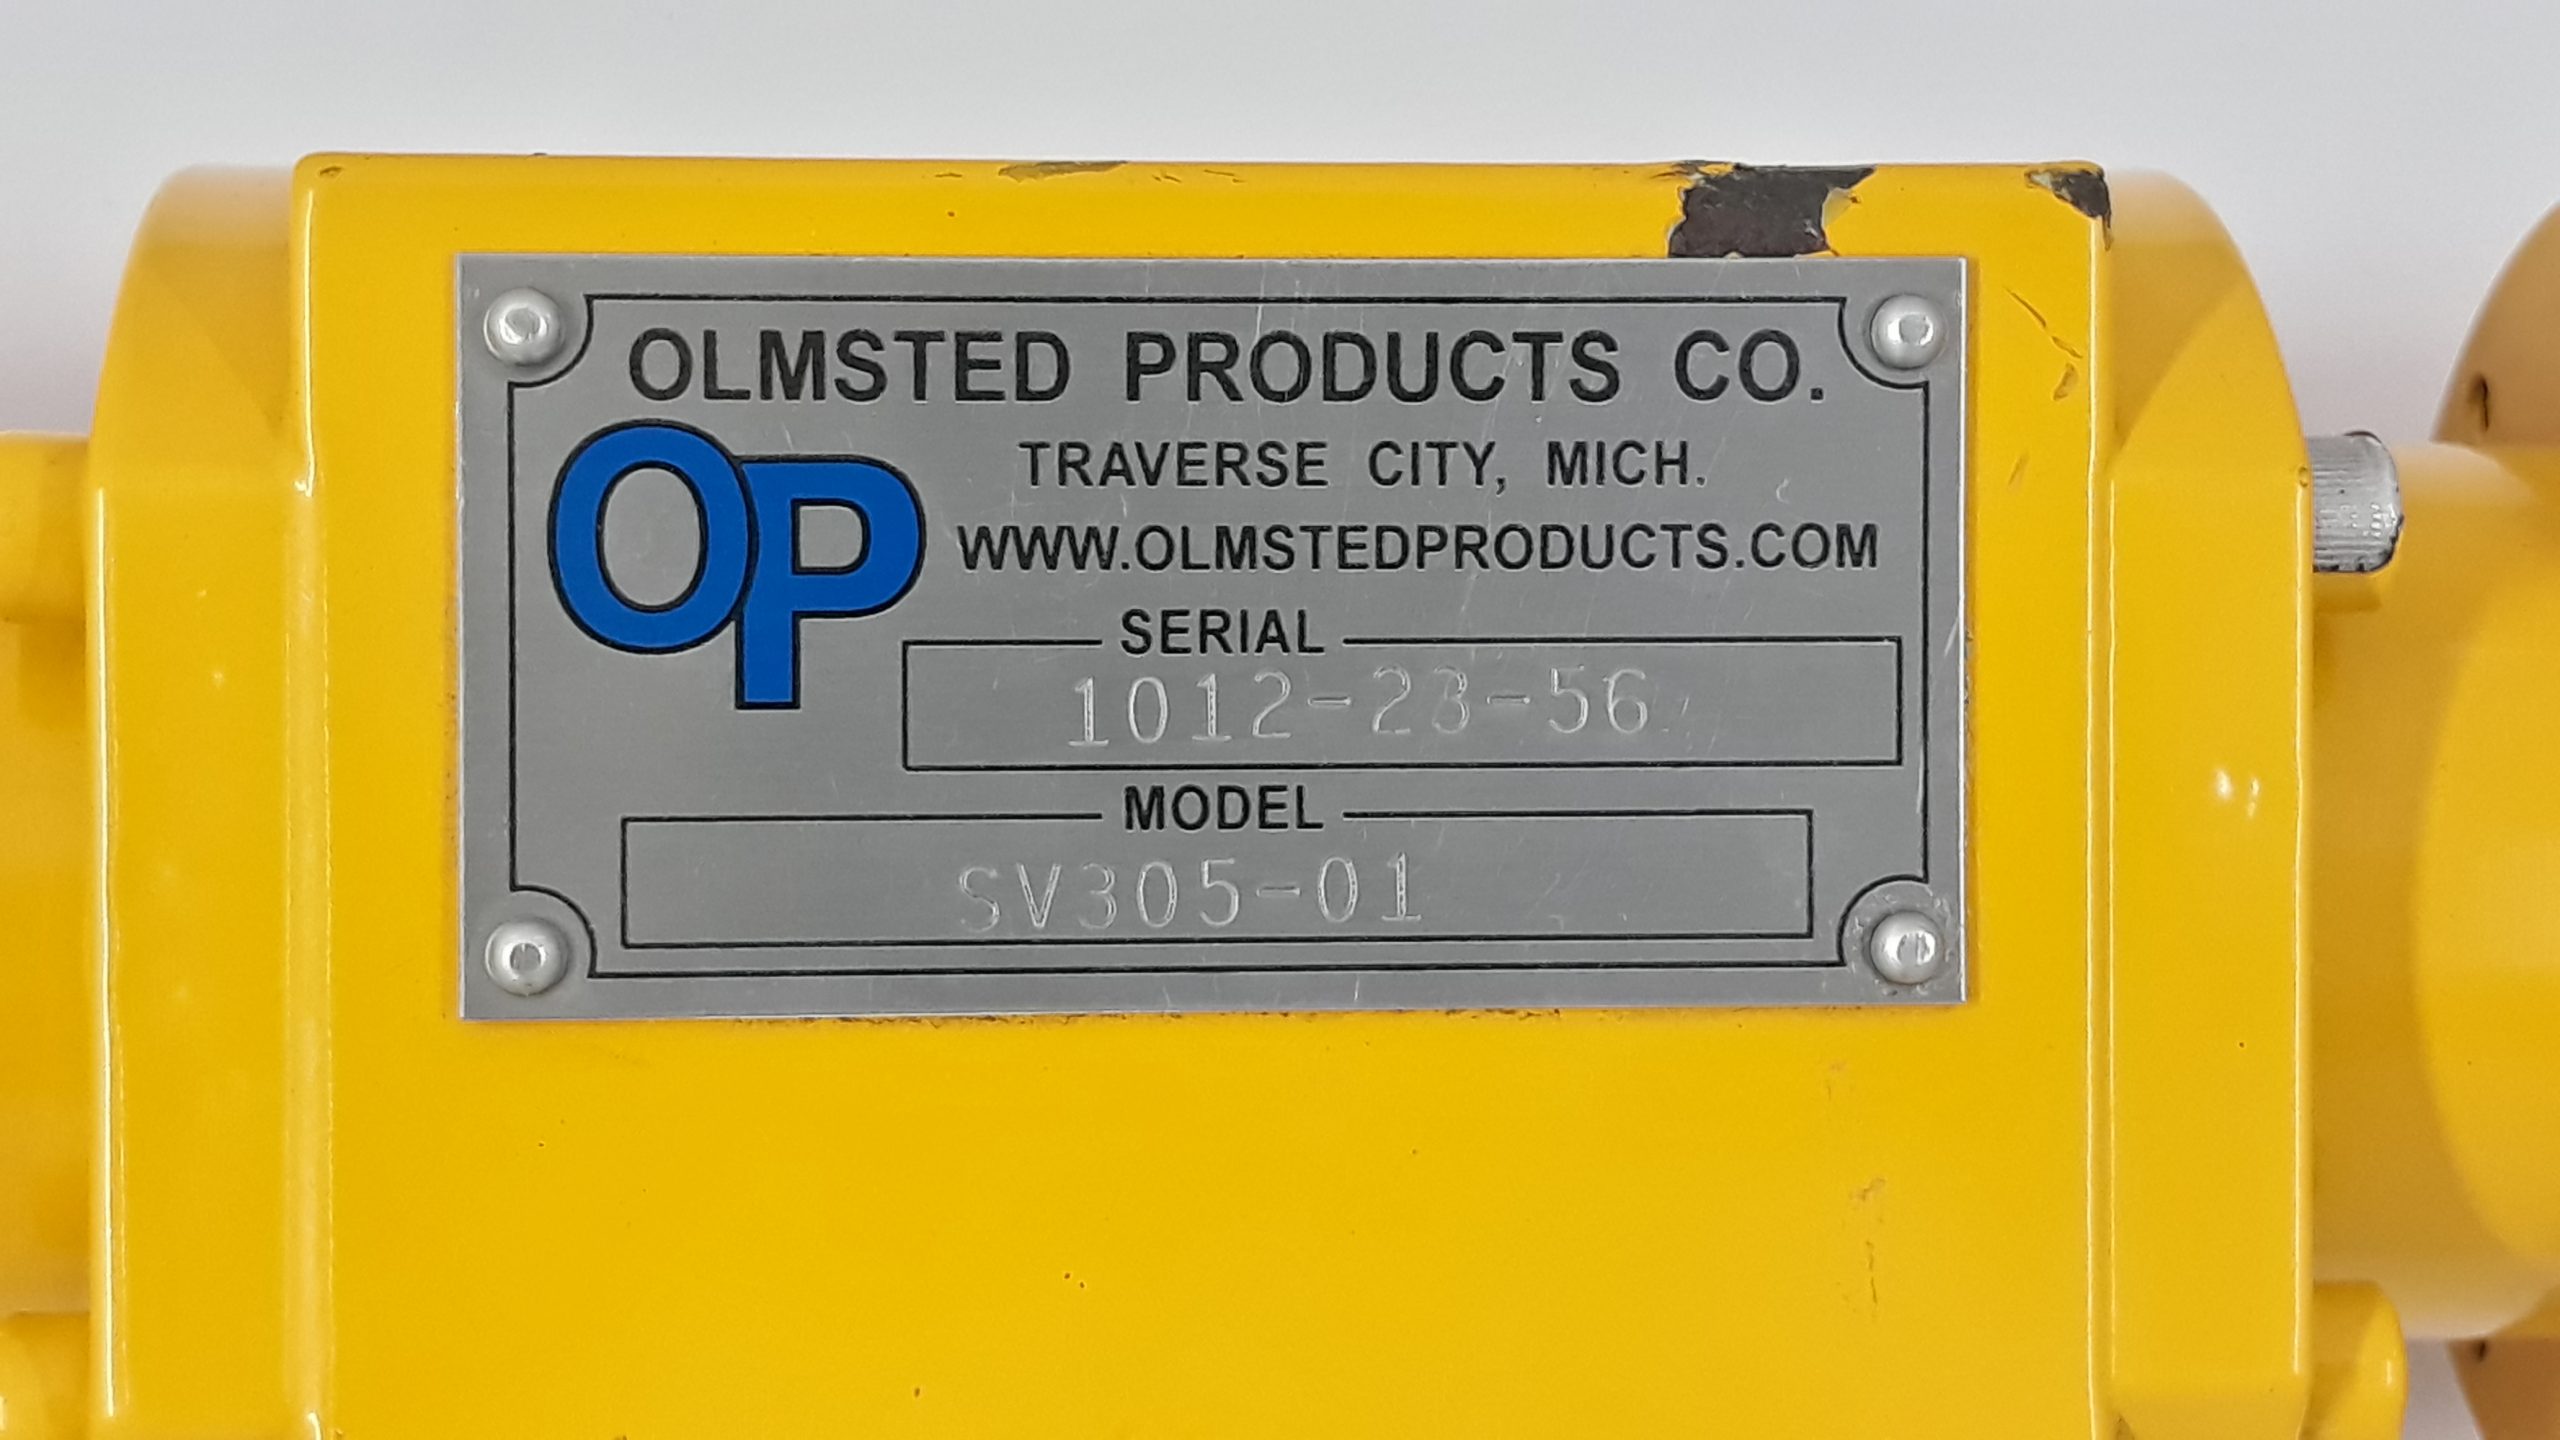 OLMSTED PRODUCTS CO.
TRAVERSE CITY, MICH.
OP
WWW.OLMSTEDPRODUCTS.COM
SERIAL
1012-23-56
MODEL
SV305-01